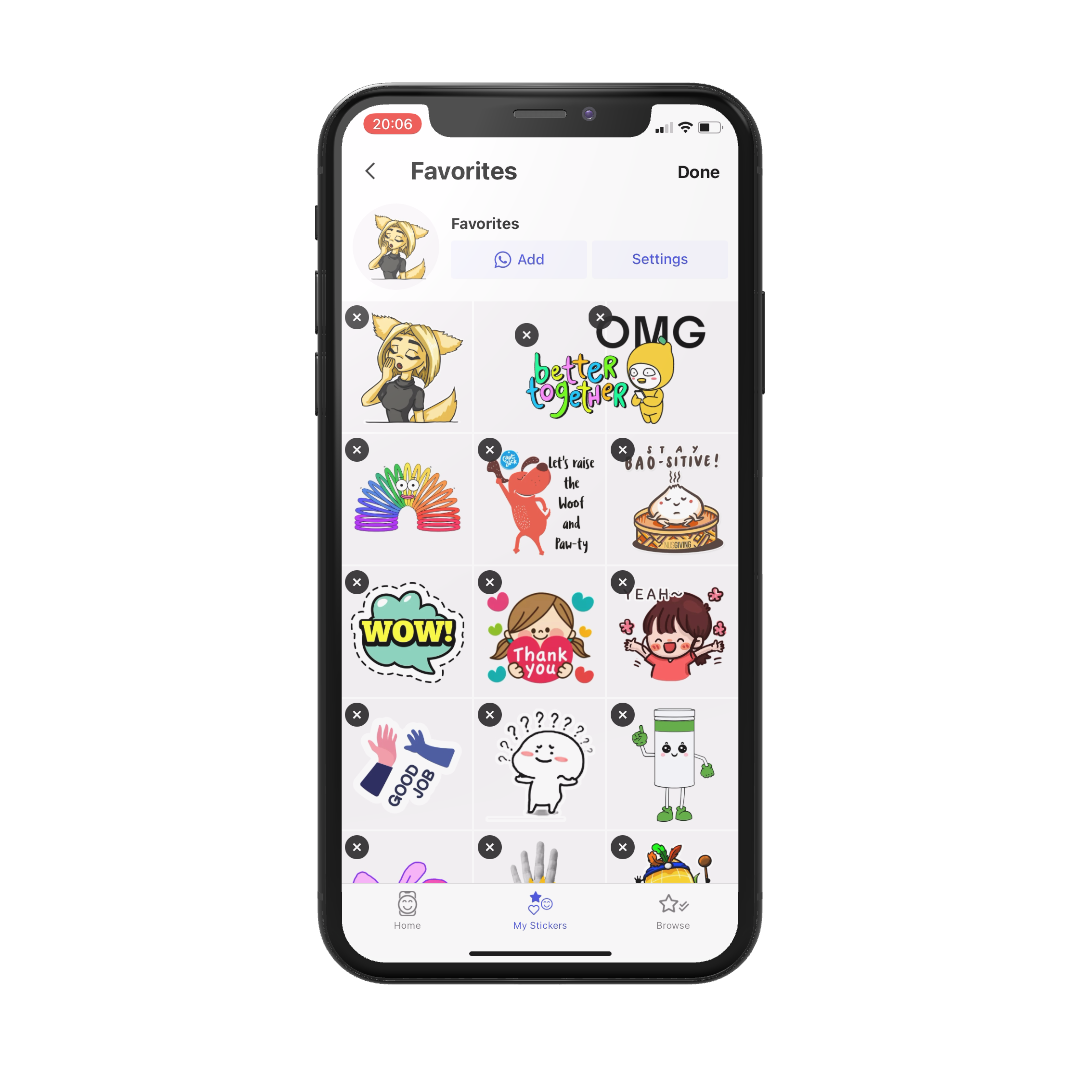 20:06
Favorites
Done
Favorites
Add
Settings
OMG
better
together
Let's raise
the
Woof
and
Paw-ty
STAY
BAO-SITIVE!
GIVING
WOW!
Thank
you
YEAH~
GOOD
JOB
? ? ? ? ? ? ? ? ? ?
Home
My Stickers
Browse